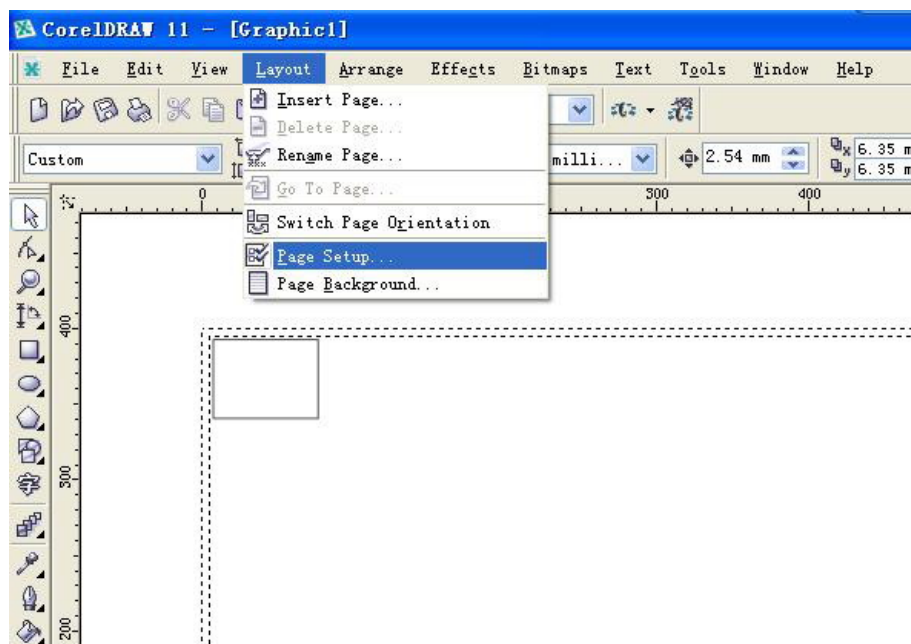 CorelDRAW 11 - [Graphic1]
File Edit View Layout Arrange Effects Bitmaps Text Tools Window Help
Insert Page...
Delete Page...
Rename Page...
Go To Page...
Switch Page Orientation
Page Setup...
Page Background...
Custom
milli...
2.54 mm
x 6.35 m
y 6.35 m
0 300 400
400
300
200